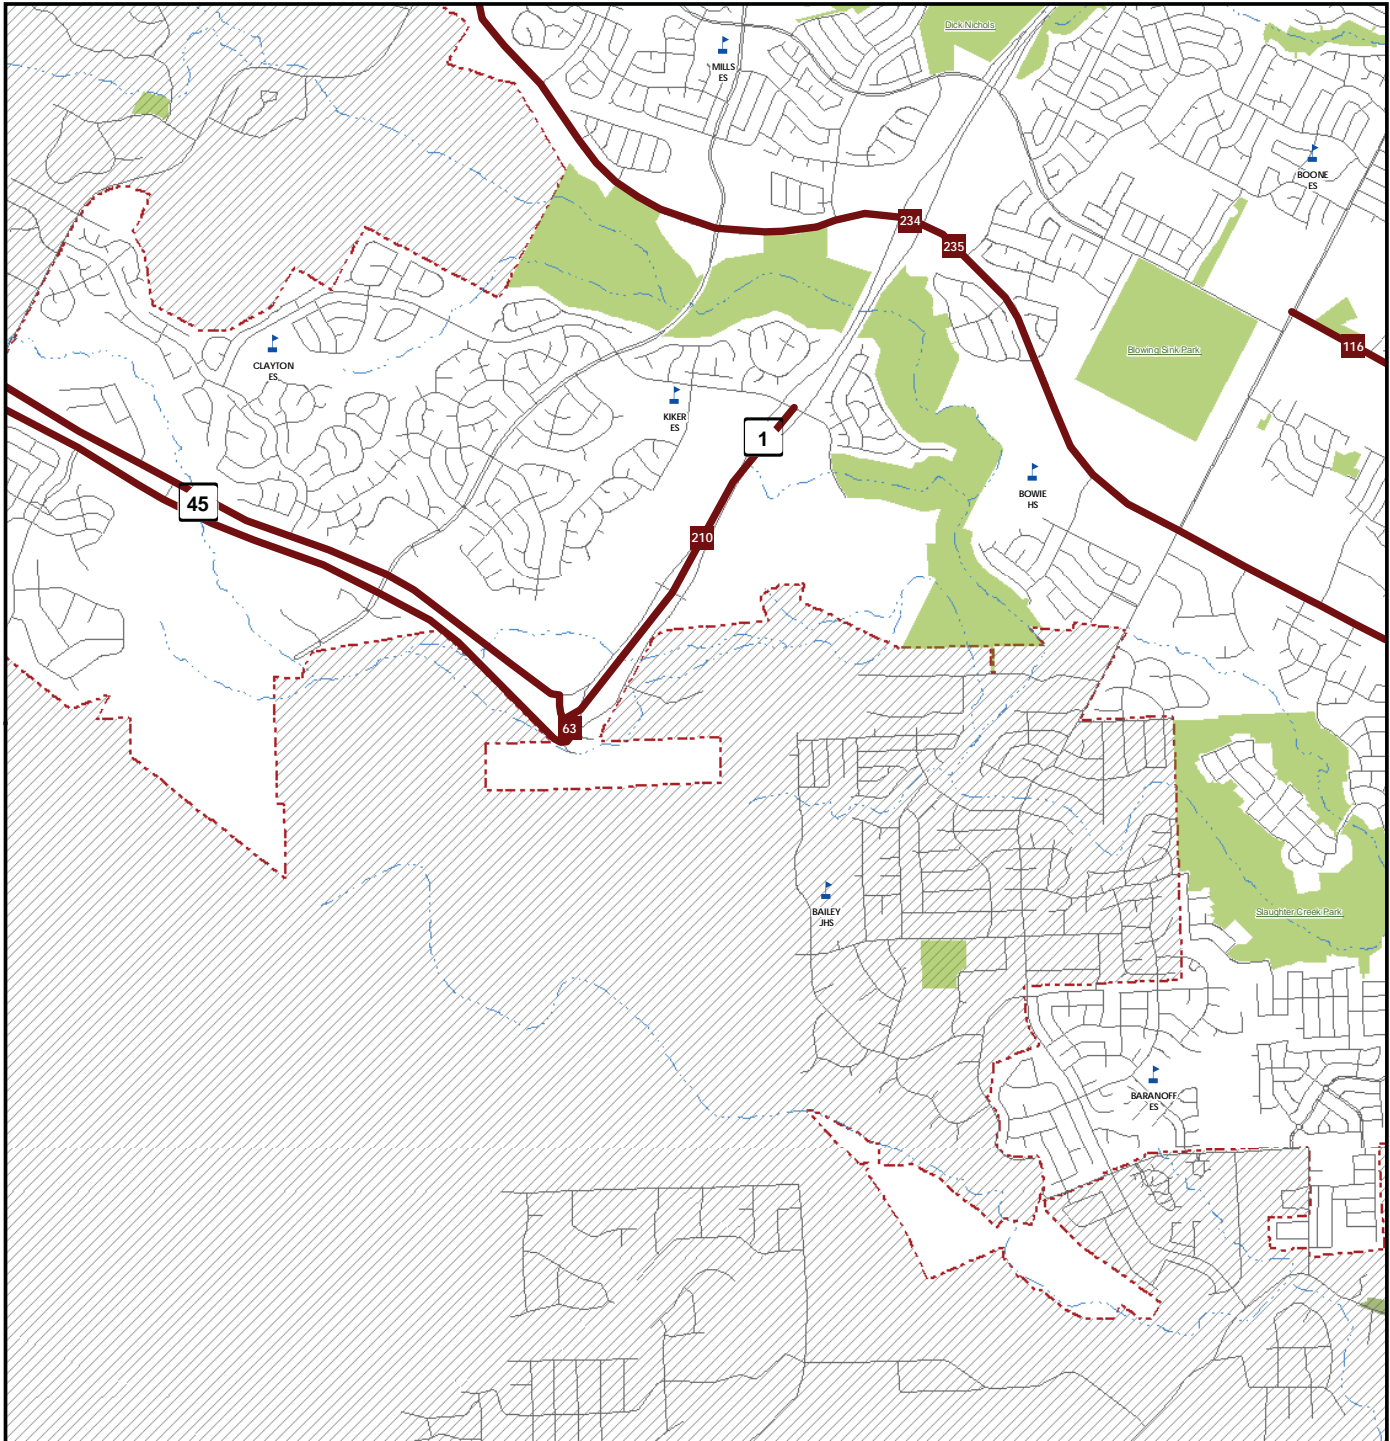 Dick Nichols
MILLS
ES
BOONE
ES
234
235
116
Blowing Sink Park
CLAYTON
ES
KIKER
ES
1
45
BOWIE
HS
210
63
BAILEY
JHS
Slaughter Creek Park
BARANOFF
ES